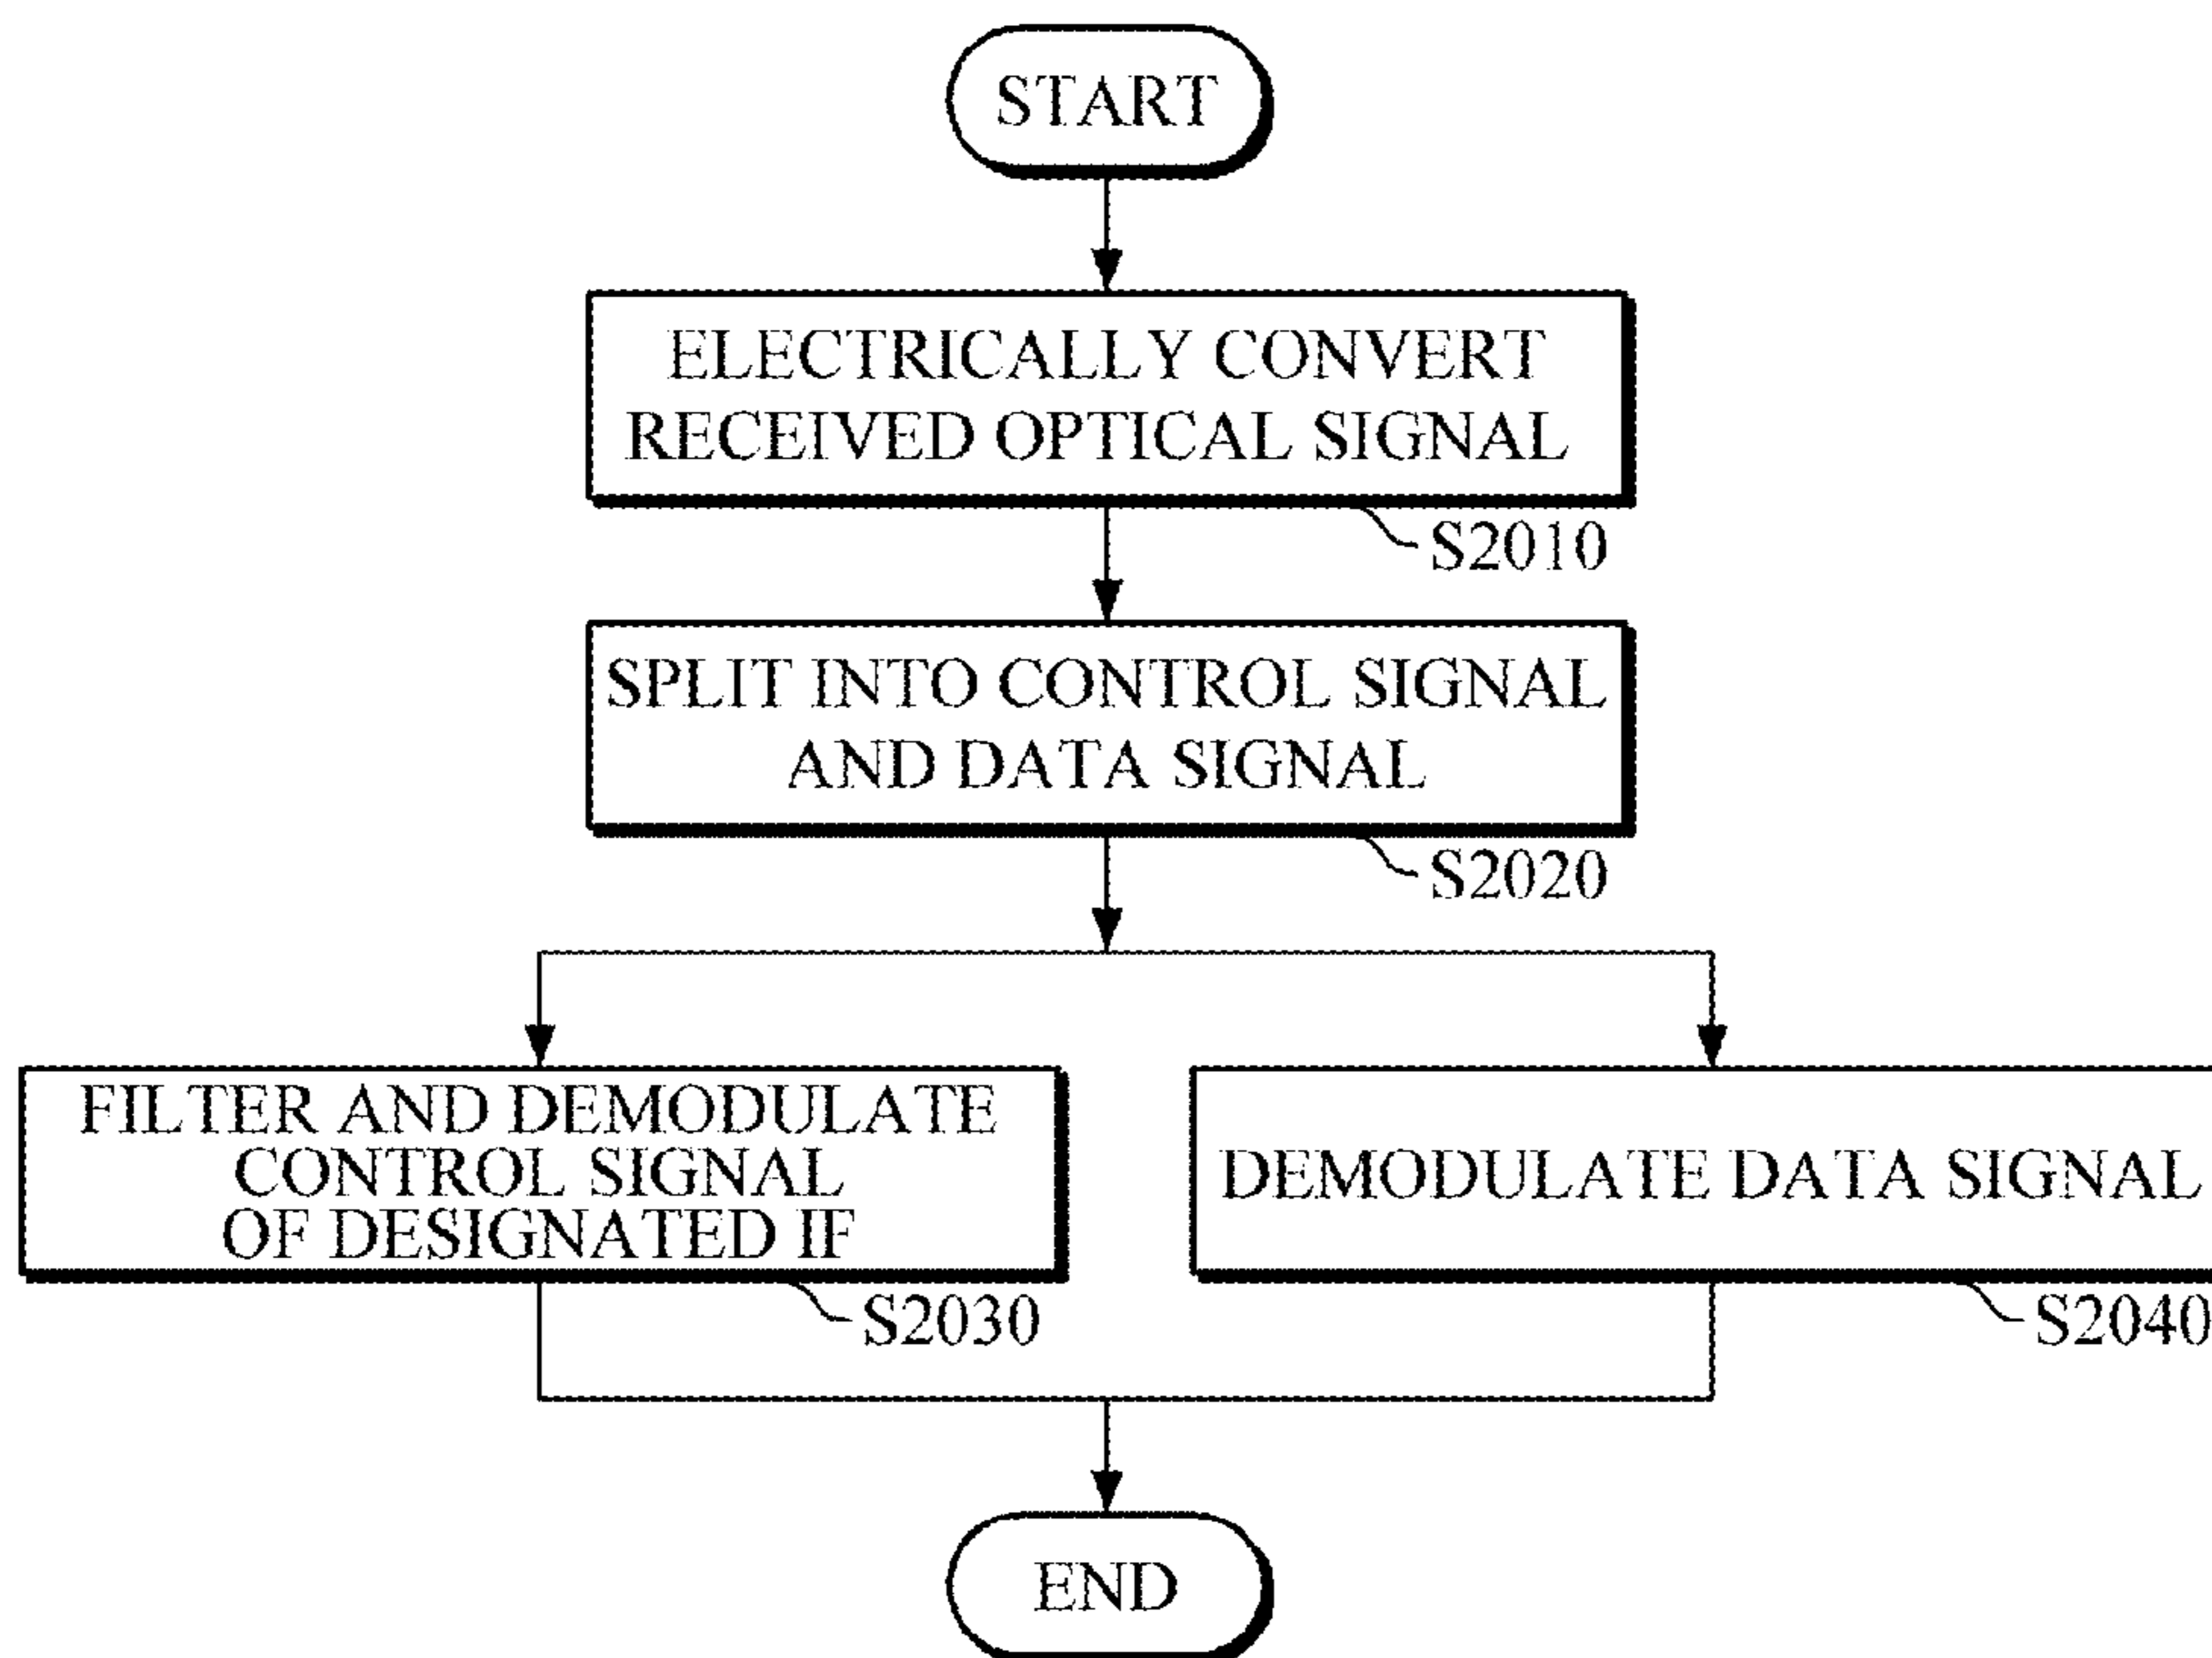 START
ELECTRICALLY CONVERT
RECEIVED OPTICAL SIGNAL
S2010
SPLIT INTO CONTROL SIGNAL
AND DATA SIGNAL
S2020
FILTER AND DEMODULATE
CONTROL SIGNAL
OF DESIGNATED IF
S2030
DEMODULATE DATA SIGNAL
S2040
END